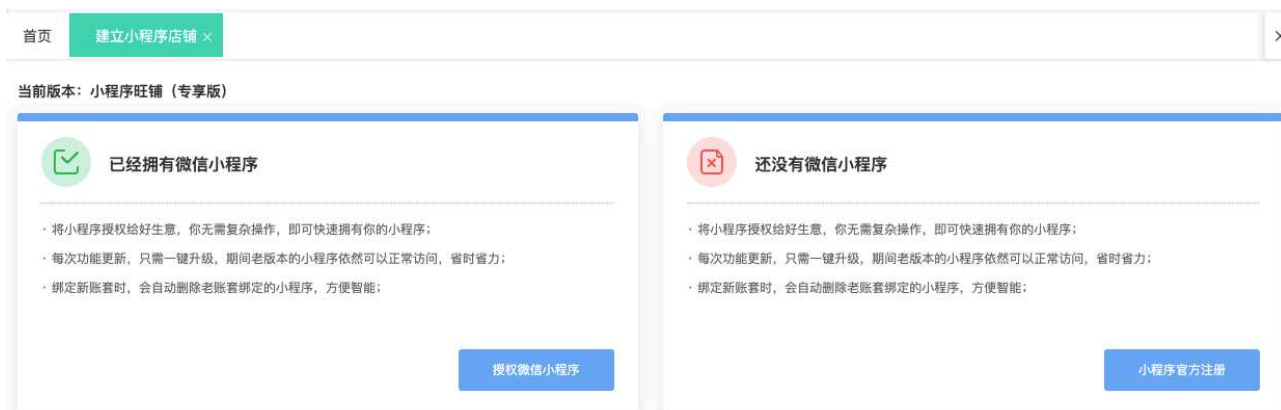 首页
建立小程序店铺 ×
当前版本：小程序旺铺（专享版）
已经拥有微信小程序
· 将小程序授权给好生意，你无需复杂操作，即可快速拥有你的小程序；
· 每次功能更新，只需一键升级，期间老版本的小程序依然可以正常访问，省时省力；
· 绑定新账套时，会自动删除老账套绑定的小程序，方便智能；
授权微信小程序
还没有微信小程序
· 将小程序授权给好生意，你无需复杂操作，即可快速拥有你的小程序；
· 每次功能更新，只需一键升级，期间老版本的小程序依然可以正常访问，省时省力；
· 绑定新账套时，会自动删除老账套绑定的小程序，方便智能；
小程序官方注册